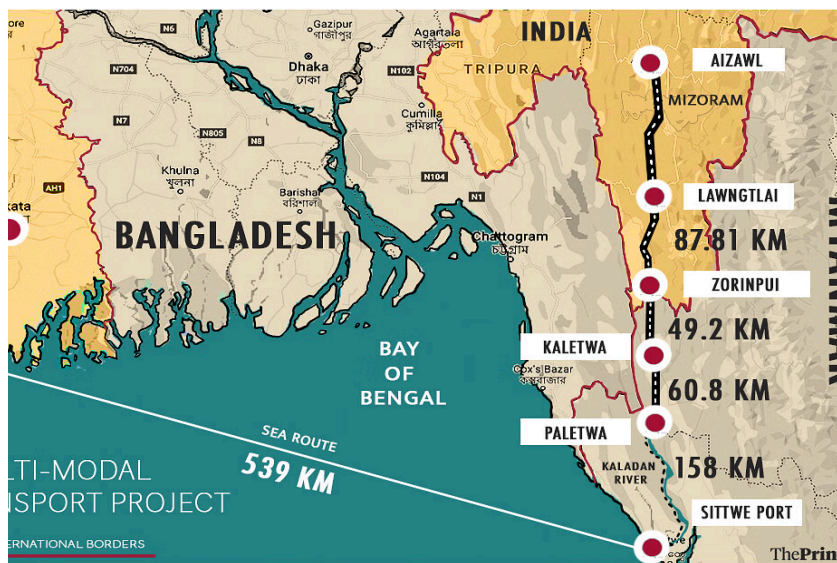 ore
N6
Gazipur
গাজীপুর
Agartala
আগরতলা
INDIA
AIZAWL
Dhaka
ঢাকা
N704
N102
TRIPURA
MIZORAM
Cumilla
কুমিল্লা
N7
N805
N8
Khulna
খুলনা
N104
AH1
Barishal
বরিশাল
N1
LAWNGTLAI
kata
BANGLADESH
Chattogram
চট্টগ্রাম
87.81 KM
ZORINPUI
49.2 KM
KALETWA
BAY
OF
BENGAL
Cox's Bazar
কক্সবাজার
60.8 KM
PALETWA
SEA ROUTE
539 KM
KALADAN
RIVER
158 KM
LTI-MODAL
NSPORT PROJECT
SITTWE PORT
ERNATIONAL BORDERS
ThePrin